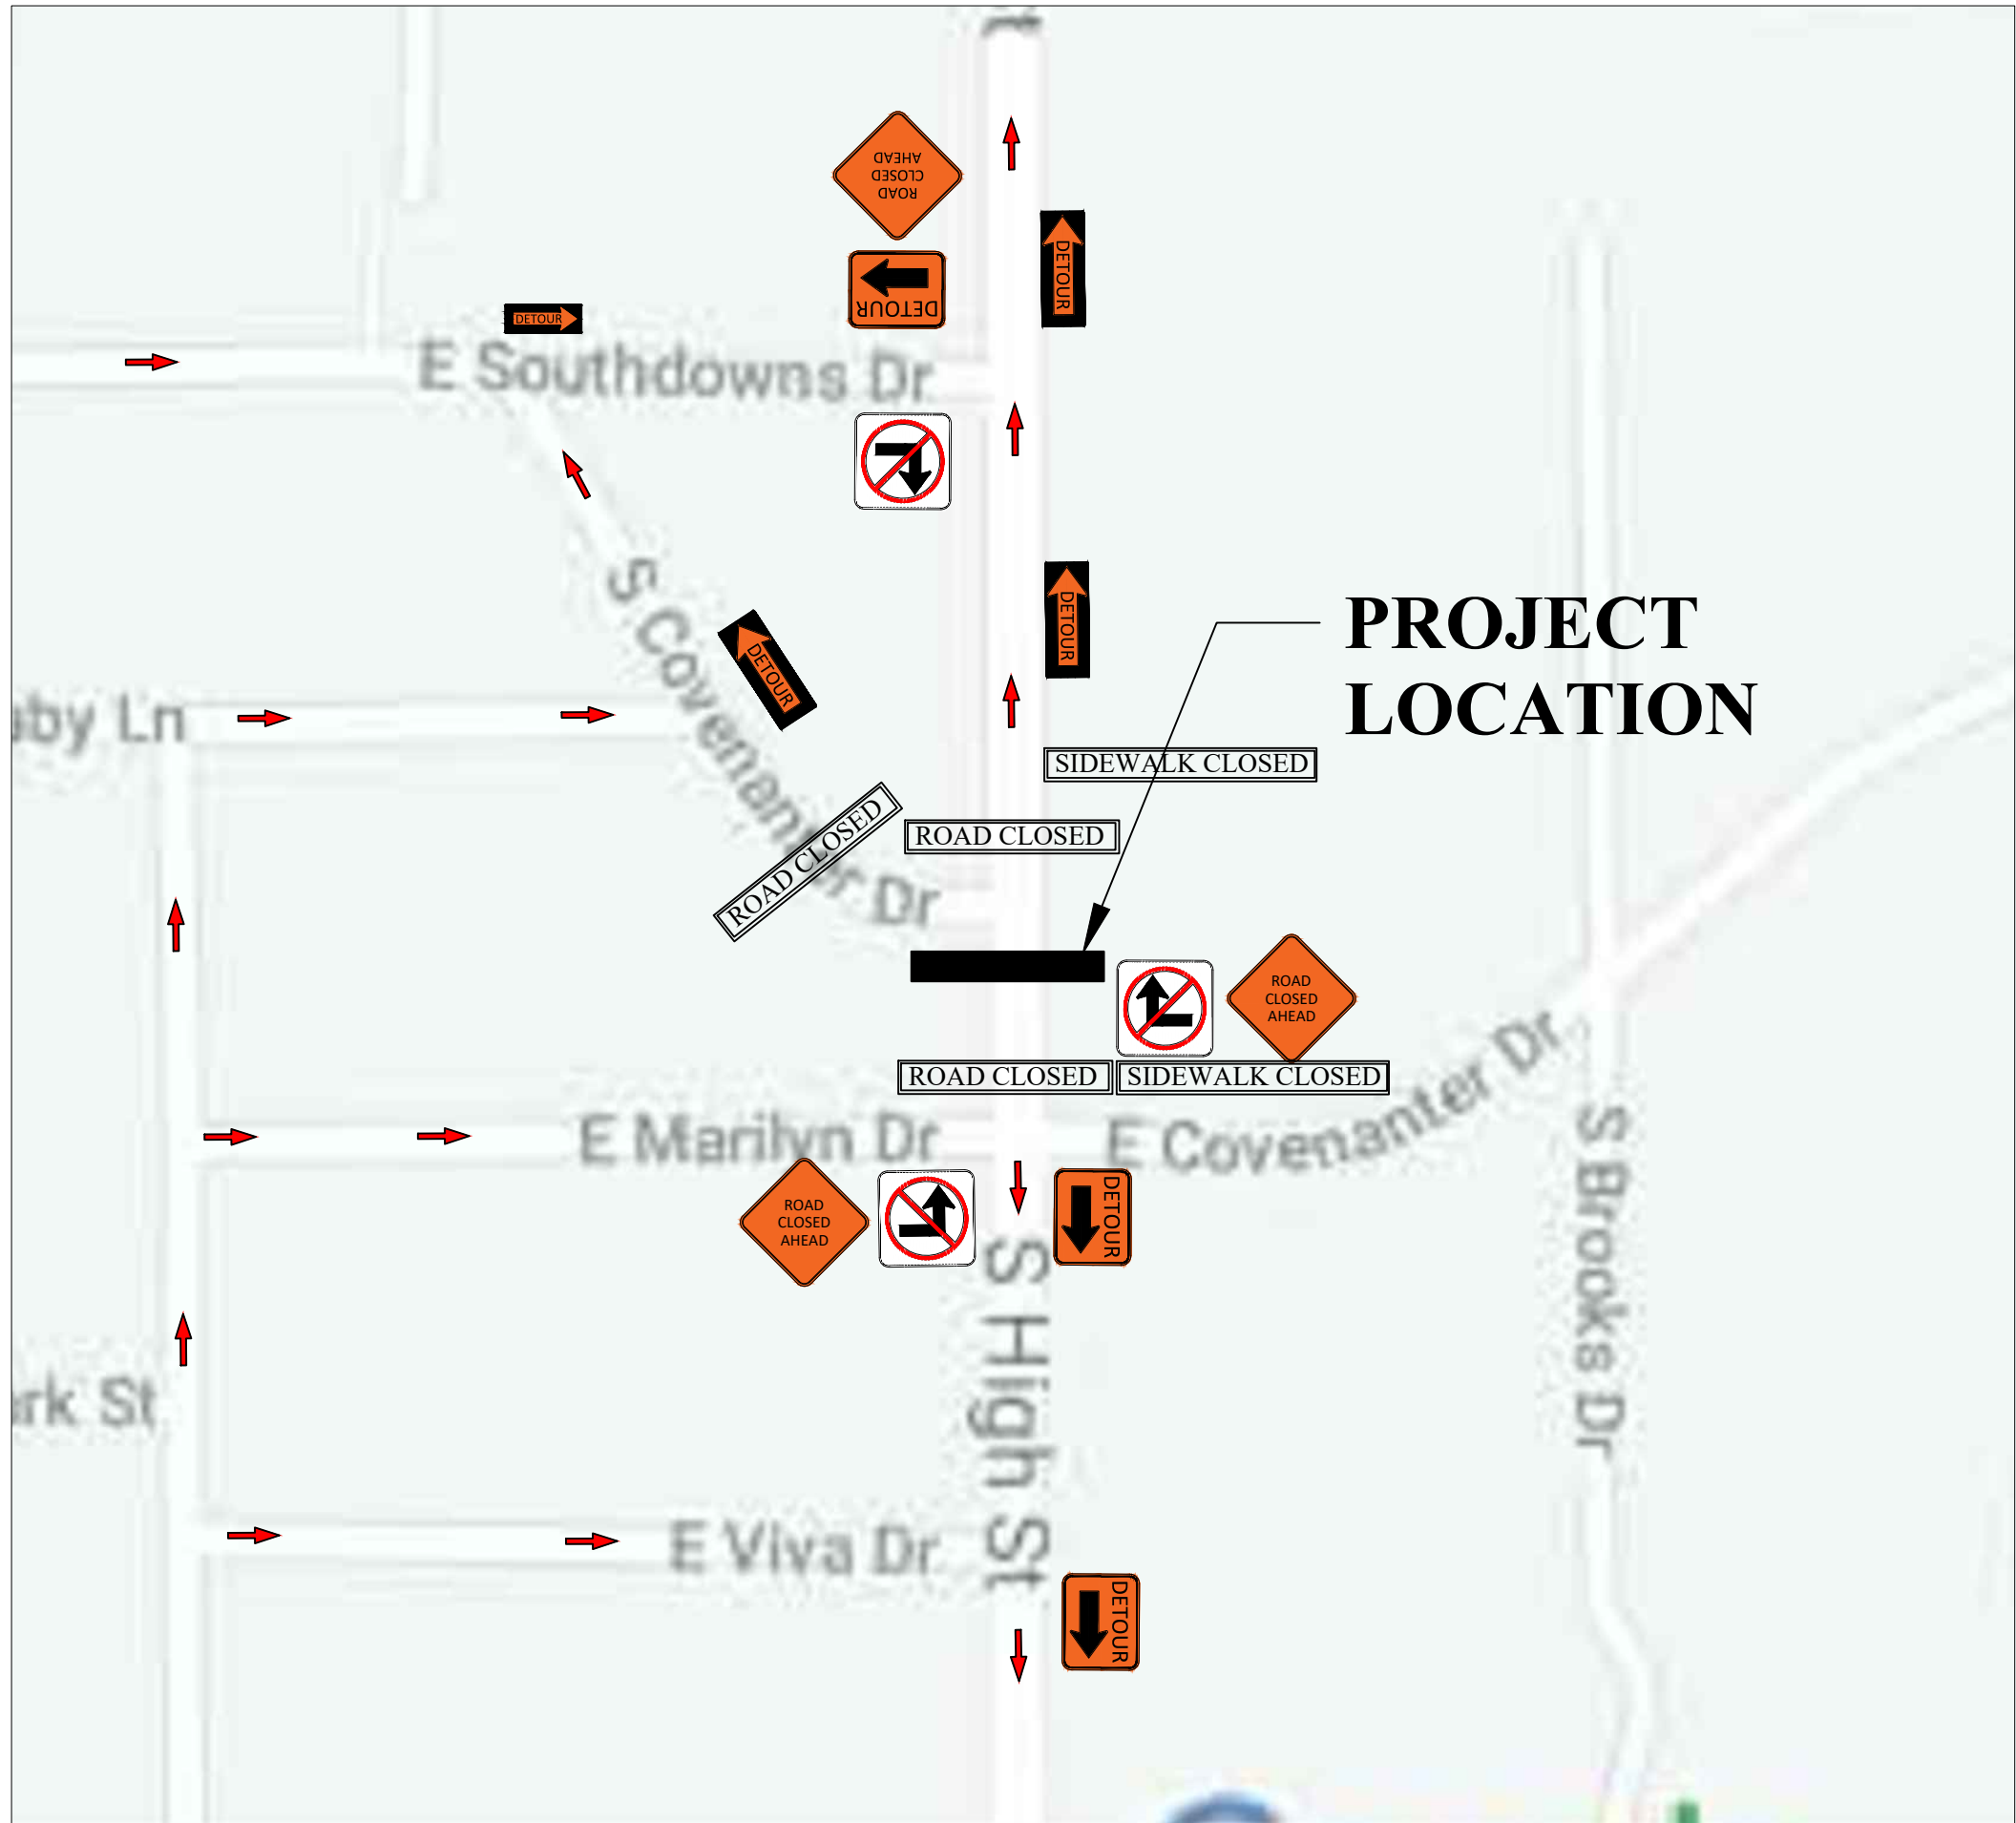 ROAD
CLOSED
AHEAD
DETOUR
DETOUR
DETOUR
E Southdowns Dr
DETOUR
DETOUR
S Covenanter Dr
PROJECT
LOCATION
Ln
SIDEWALK CLOSED
ROAD CLOSED
ROAD CLOSED
ROAD
CLOSED
AHEAD
ROAD CLOSED
SIDEWALK CLOSED
E Marilyn Dr
E Covenanter Dr
ROAD
CLOSED
AHEAD
DETOUR
S High St
S Brooks Dr
St
E Viva Dr
DETOUR